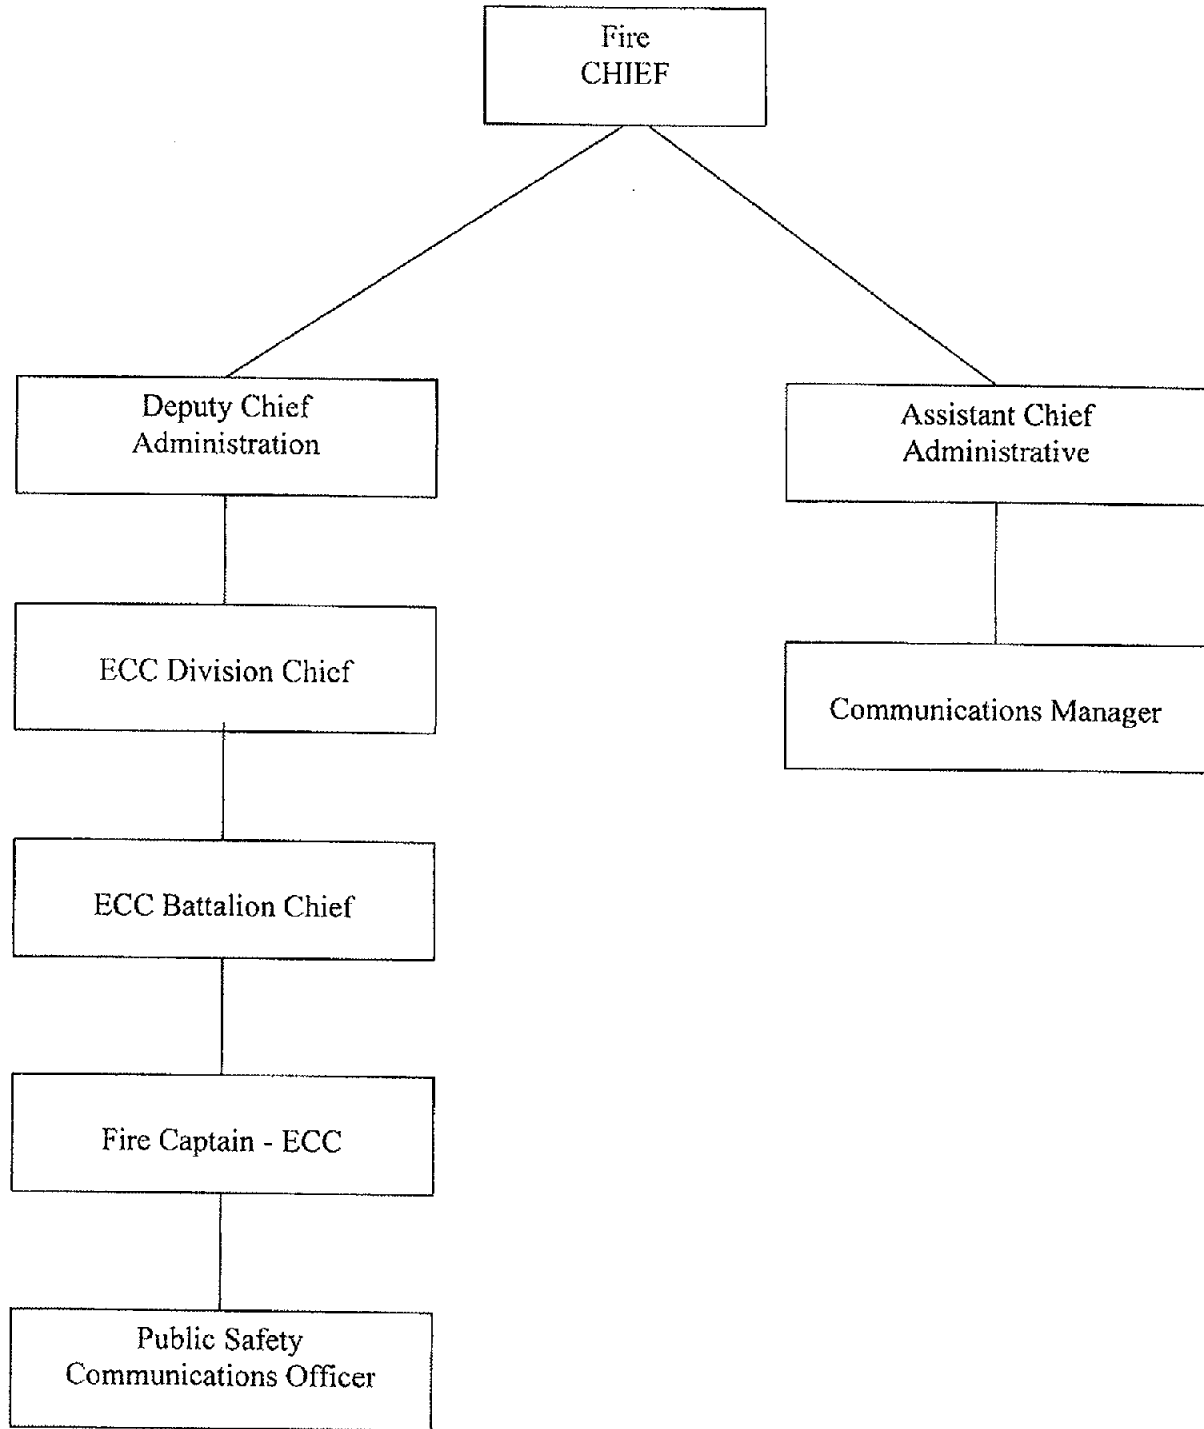 Fire
CHIEF
Deputy Chief
Administration
Assistant Chief
Administrative
ECC Division Chief
Communications Manager
ECC Battalion Chief
Fire Captain - ECC
Public Safety
Communications Officer